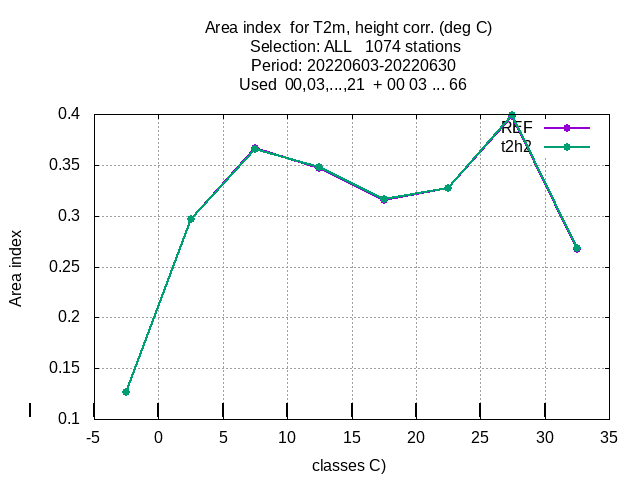 Area index  for T2m, height corr. (deg C)
Selection: ALL   1074 stations
Period: 20220603-20220630
Used  00,03,...,21  + 00 03 ... 66
REF
t2h2
0.4
0.35
0.3
0.25
0.2
0.15
0.1
Area index
-5 0 5 10 15 20 25 30 35
classes C)